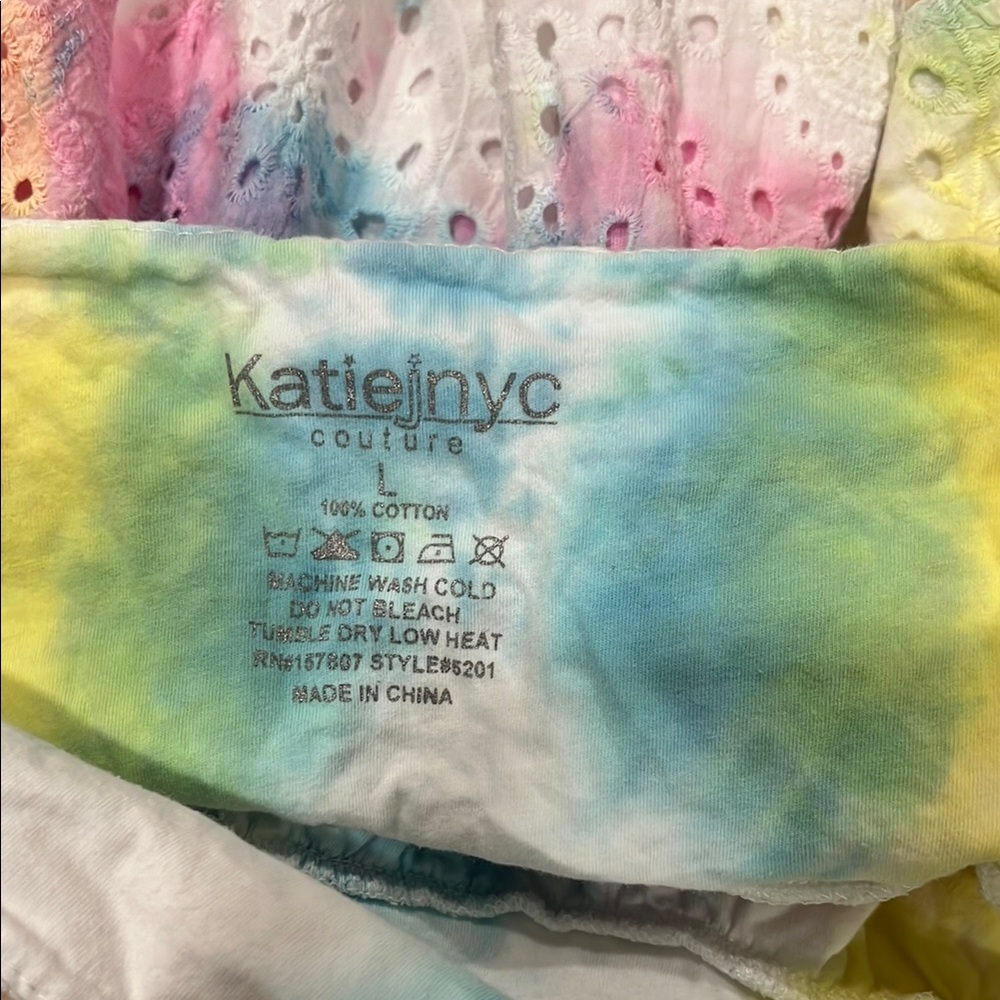 Katiejnyc
couture
L
100% COTTON
MACHINE WASH COLD
DO NOT BLEACH
TUMBLE DRY LOW HEAT
RN#157807 STYLE#5201
MADE IN CHINA